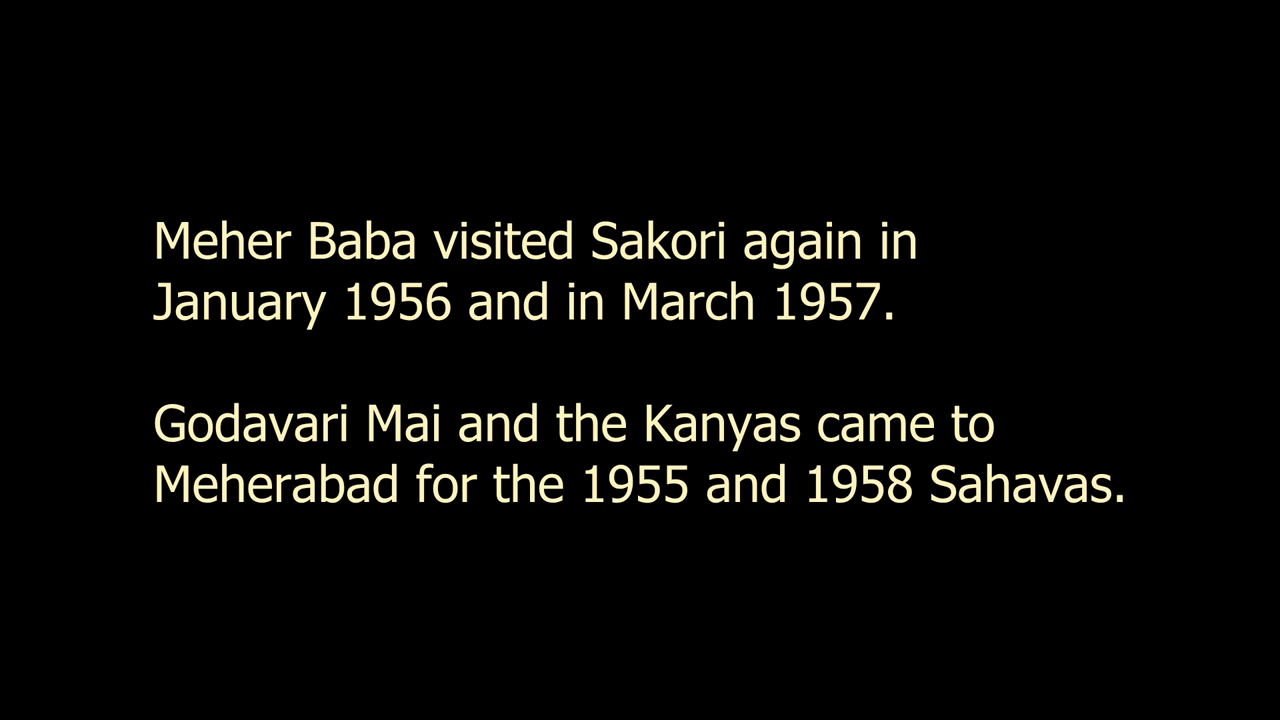 Meher Baba visited Sakori again in
January 1956 and in March 1957.
Godavari Mai and the Kanyas came to
Meherabad for the 1955 and 1958 Sahavas.